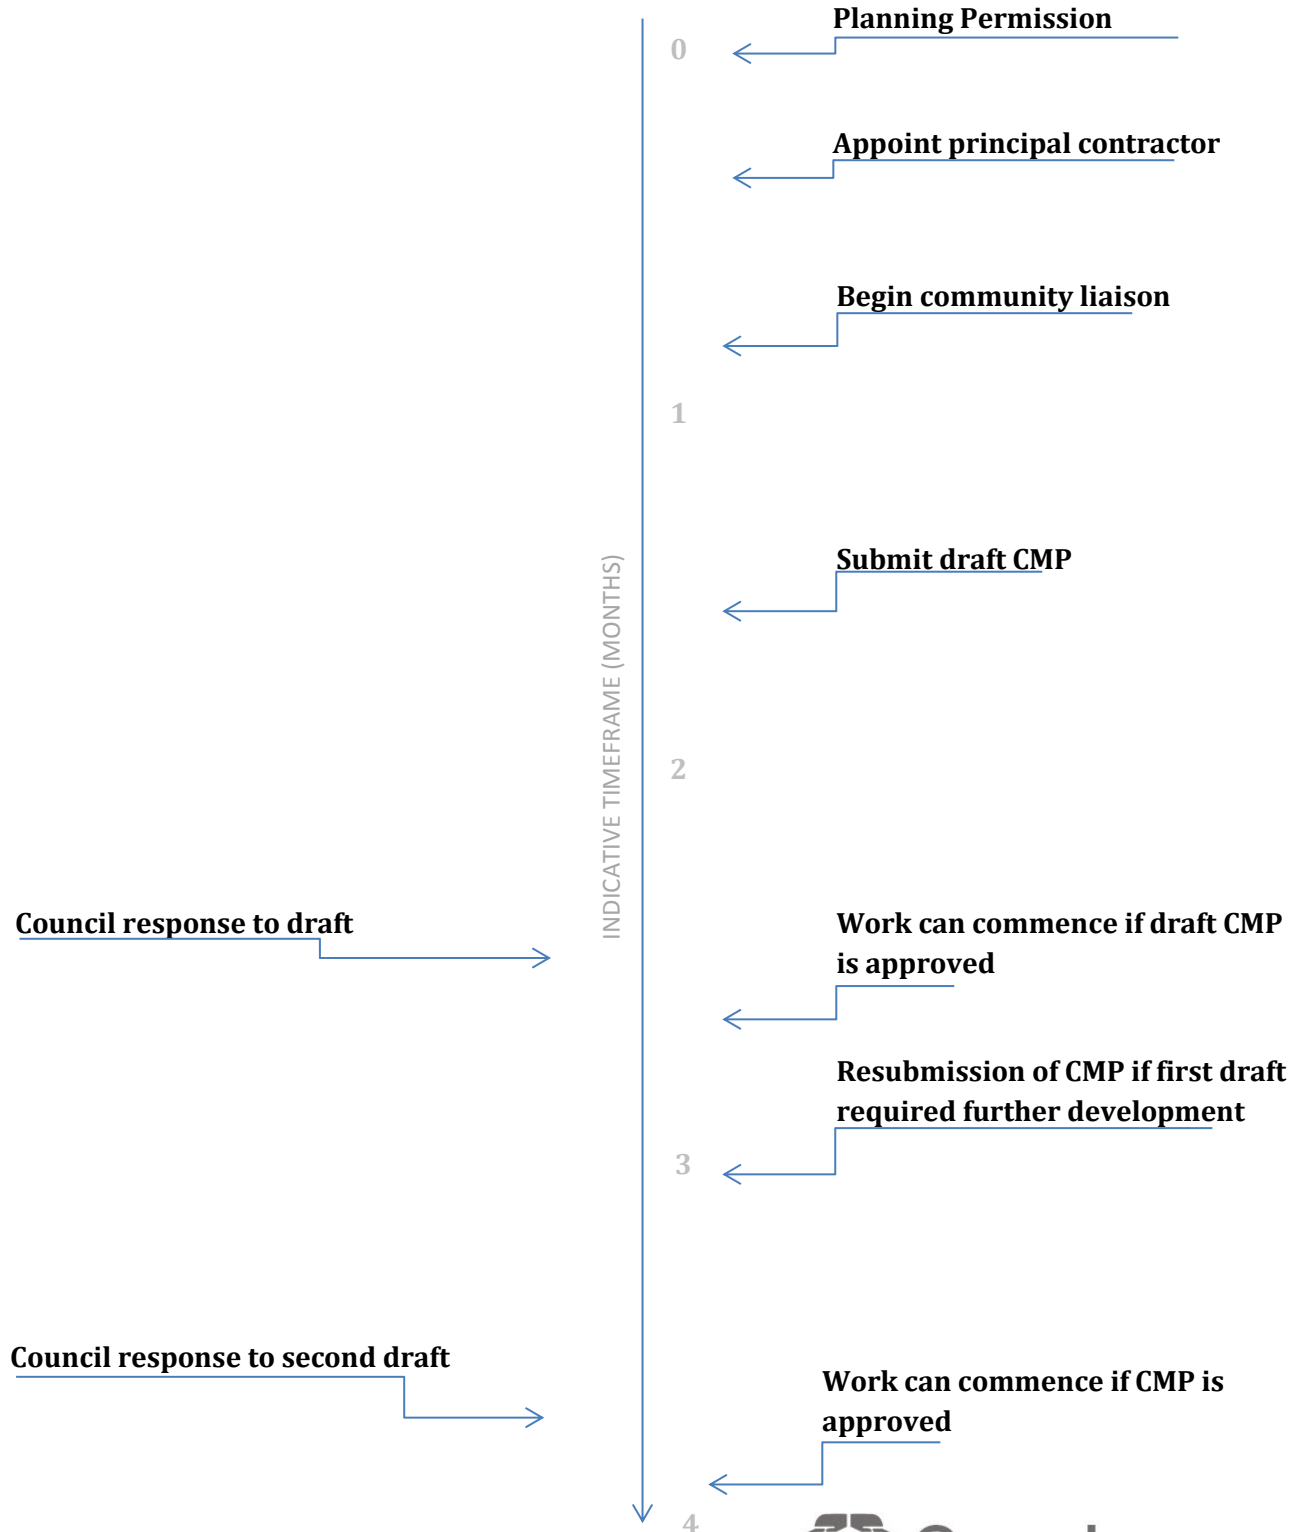 Planning Permission
0
Appoint principal contractor
Begin community liaison
1
Submit draft CMP
INDICATIVE TIMEFRAME (MONTHS)
2
Council response to draft
Work can commence if draft CMP
is approved
Resubmission of CMP if first draft
required further development
3
Council response to second draft
Work can commence if CMP is
approved
4